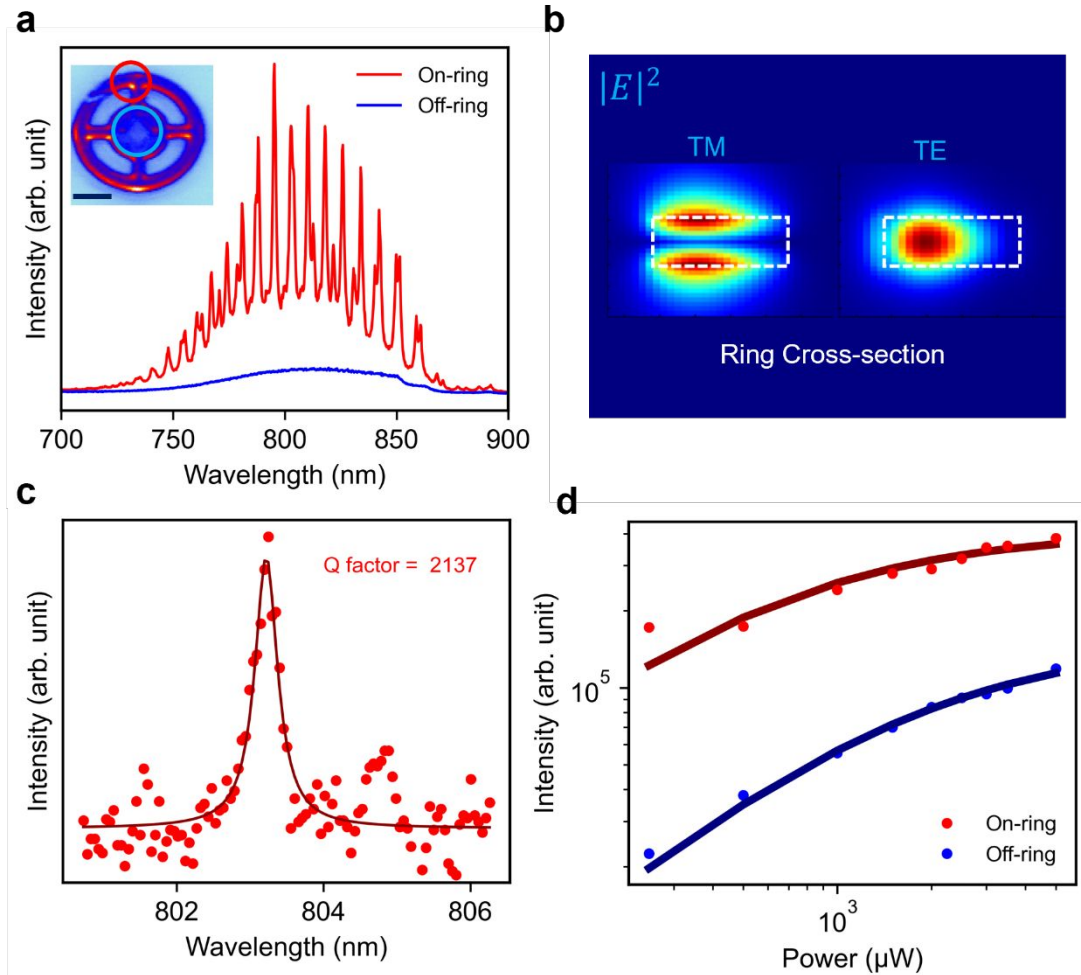 a
Intensity (arb. unit)
On-ring
Off-ring
700 750 800 850 900
Wavelength (nm)
b
|E|²
TM TE
Ring Cross-section
c
Intensity (arb. unit)
Q factor = 2137
802 804 806
Wavelength (nm)
d
Intensity (arb. unit)
10⁵
On-ring
Off-ring
10³
Power (μW)